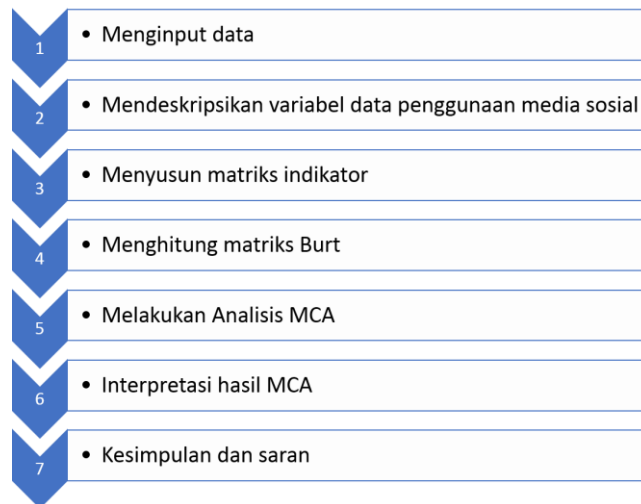 1 • Menginput data
2 • Mendeskripsikan variabel data penggunaan media sosial
3 • Menyusun matriks indikator
4 • Menghitung matriks Burt
5 • Melakukan Analisis MCA
6 • Interpretasi hasil MCA
7 • Kesimpulan dan saran